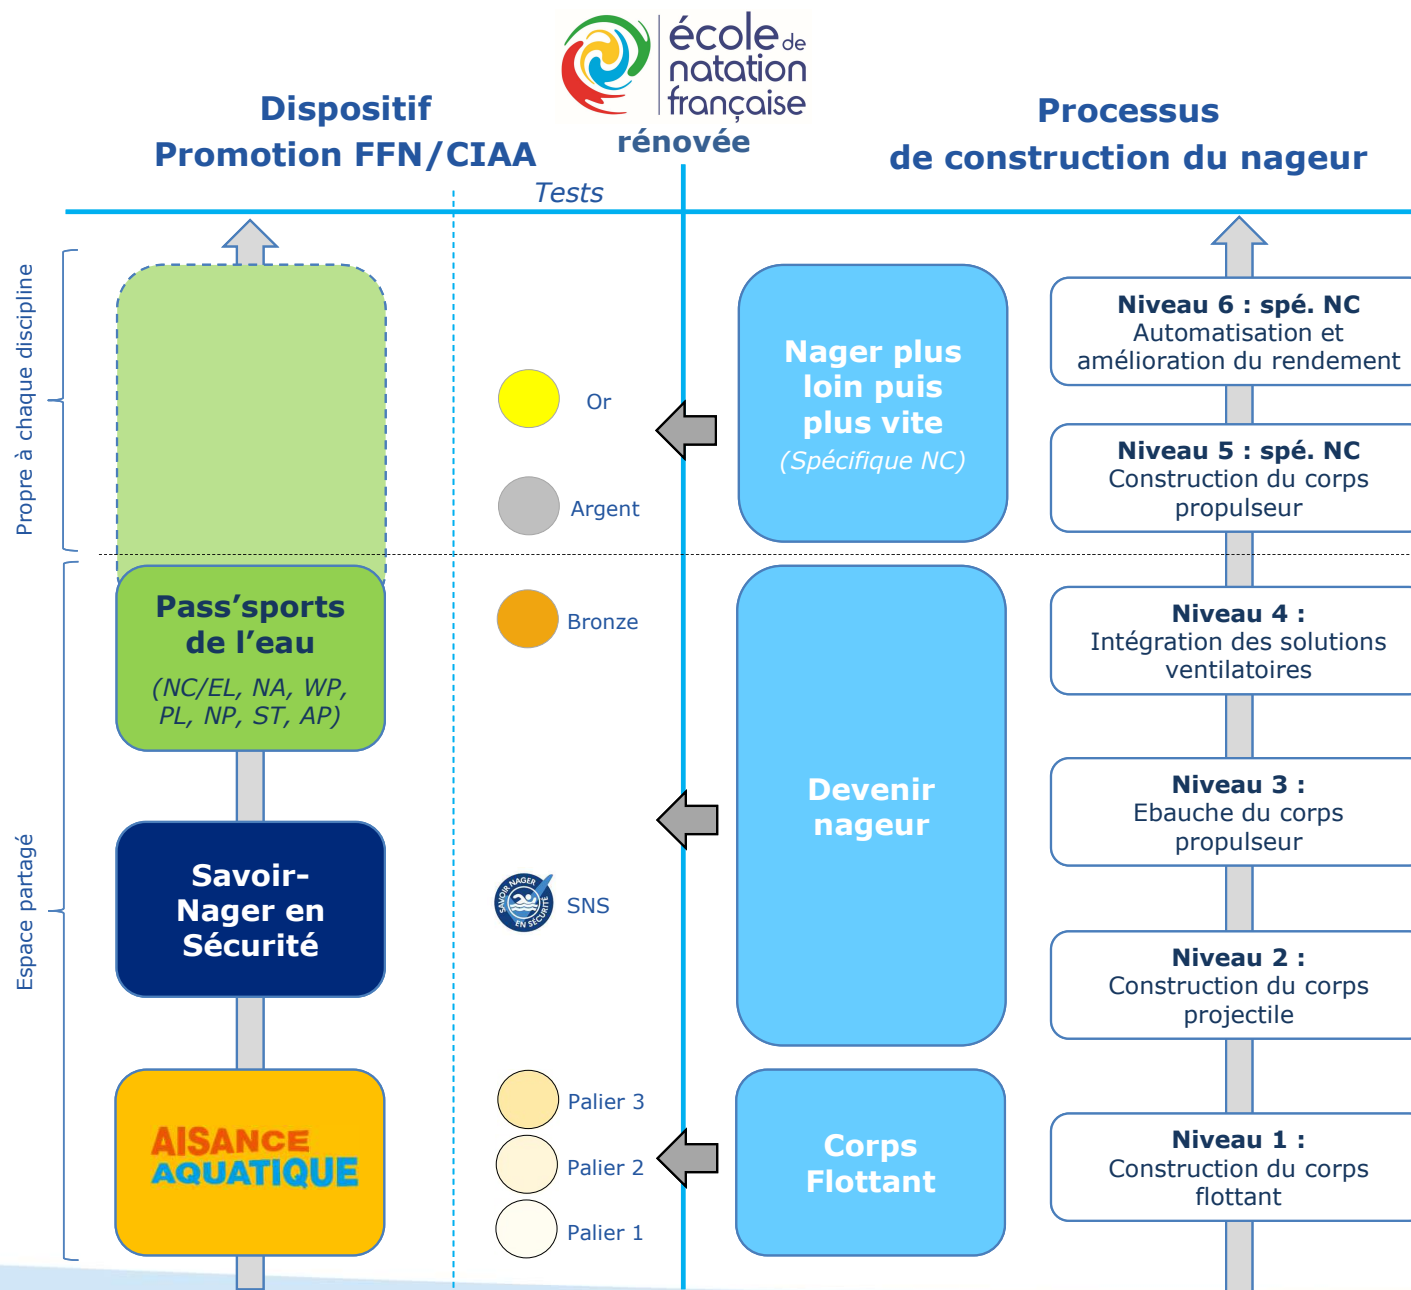 école de
natation
française
rénovée
Dispositif
Promotion FFN/CIAA
Tests
Processus
de construction du nageur
Propre à chaque discipline
Espace partagé
Pass’sports
de l’eau
(NC/EL, NA, WP,
PL, NP, ST, AP)
Savoir-
Nager en
Sécurité
AISANCE
AQUATIQUE
Or
Argent
Bronze
SAVOIR NAGER
EN SÉCURITÉ
SNS
Palier 3
Palier 2
Palier 1
Nager plus
loin puis
plus vite
(Spécifique NC)
Devenir
nageur
Corps
Flottant
Niveau 6 : spé. NC
Automatisation et
amélioration du rendement
Niveau 5 : spé. NC
Construction du corps
propulseur
Niveau 4 :
Intégration des solutions
ventilatoires
Niveau 3 :
Ebauche du corps
propulseur
Niveau 2 :
Construction du corps
projectile
Niveau 1 :
Construction du corps
flottant